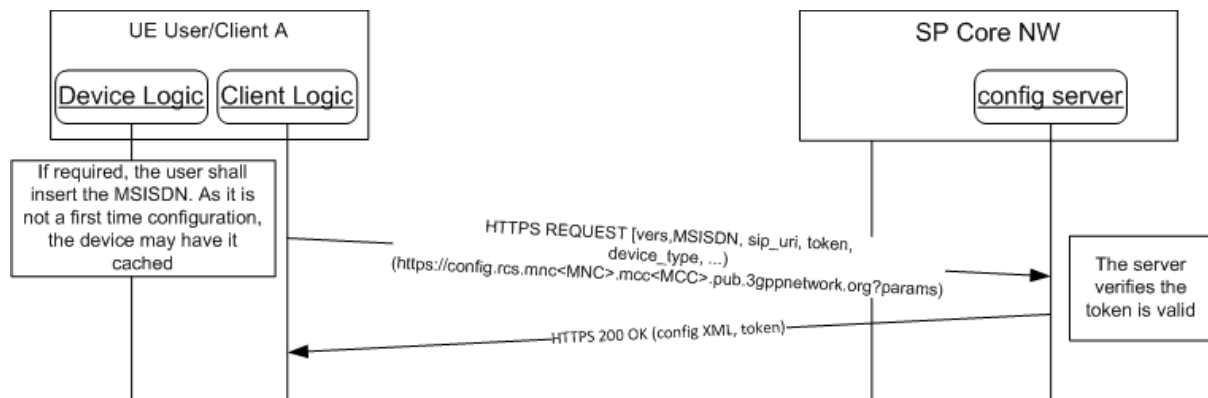 UE User/Client A
SP Core NW
Device Logic
Client Logic
config server
If required, the user shall
insert the MSISDN. As it is
not a first time configuration,
the device may have it
cached
HTTPS REQUEST [vers,MSISDN, sip_uri, token,
device_type, ...)
(https://config.rcs.mnc<MNC>.mcc<MCC>.pub.3gppnetwork.org?params)
The server
verifies the
token is valid
HTTPS 200 OK (config XML, token)